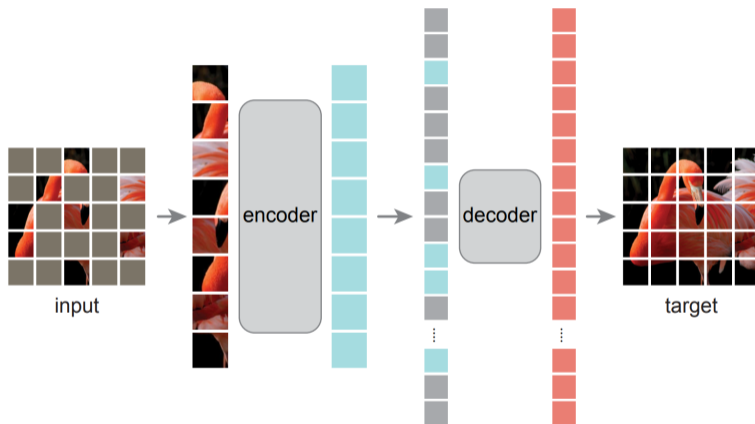 input
encoder
decoder
target